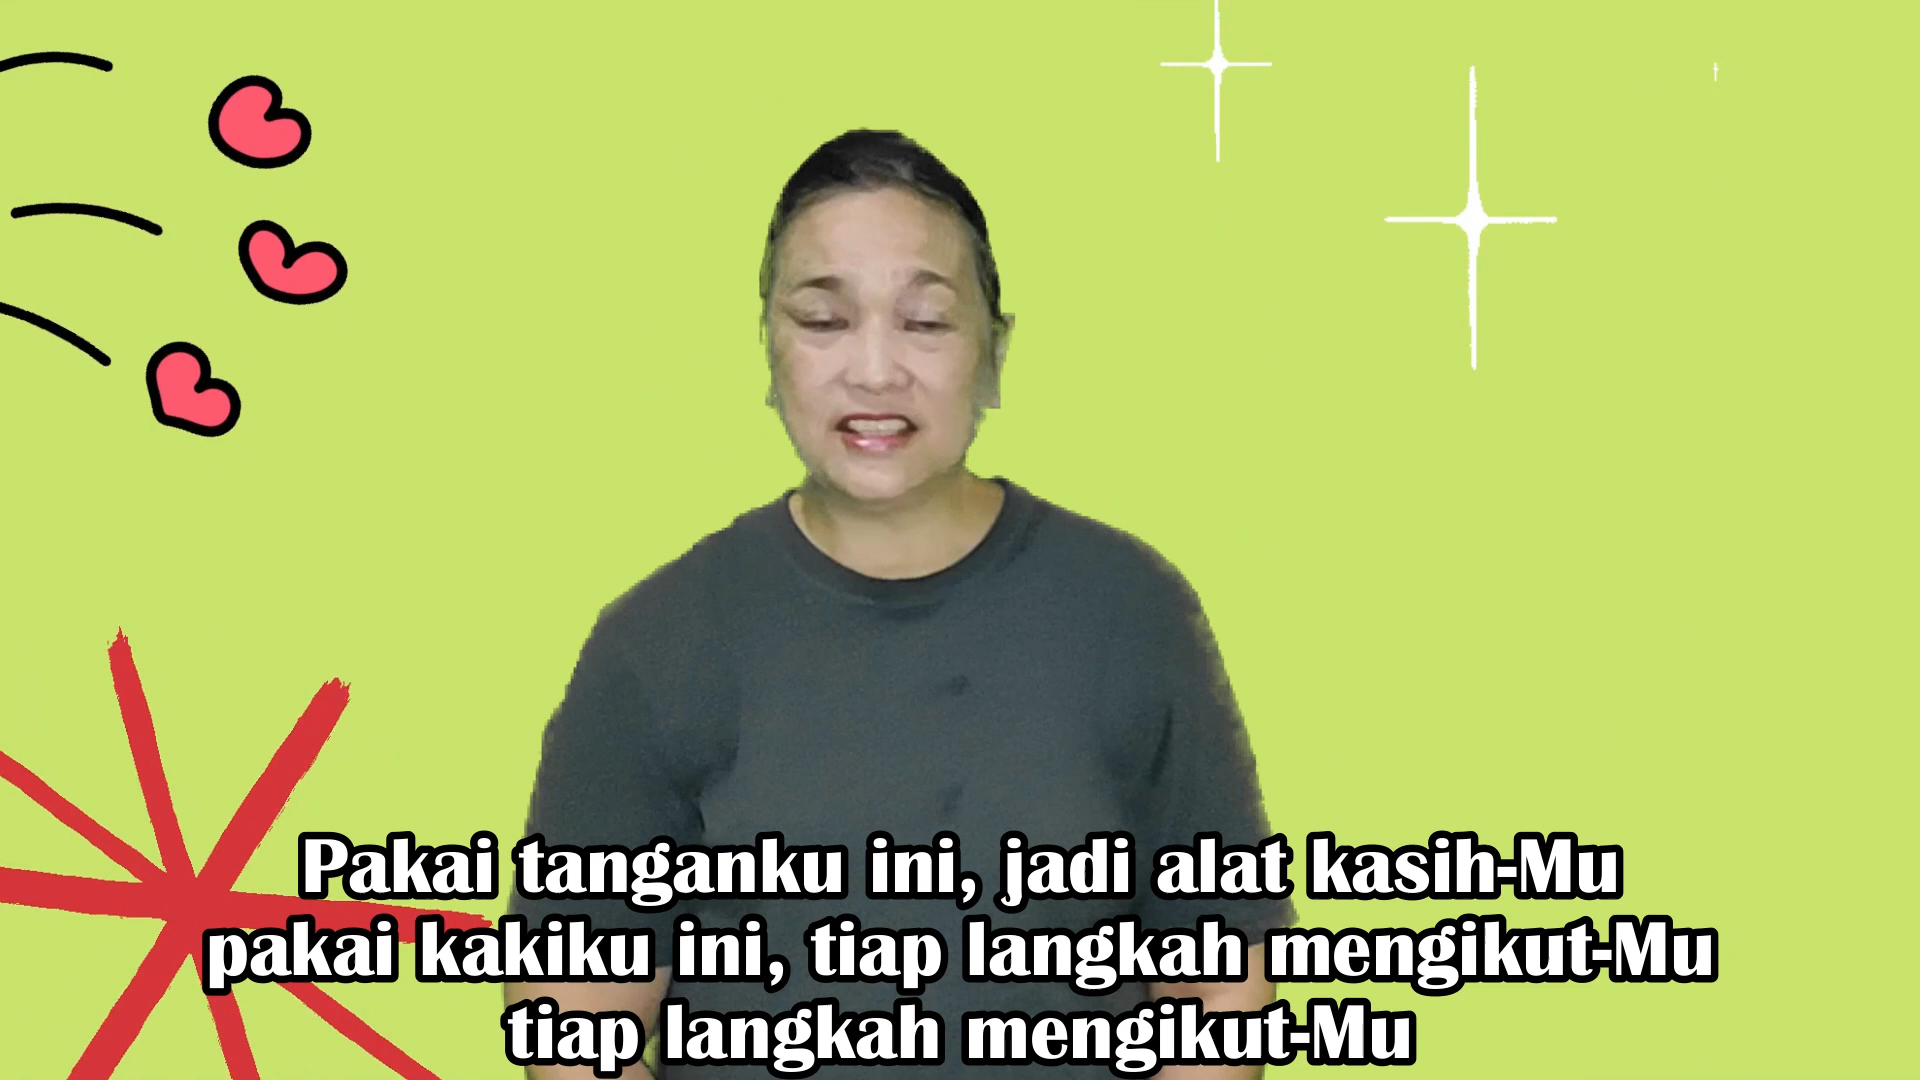 Pakai tanganku ini, jadi alat kasih-Mu
pakai kakiku ini, tiap langkah mengikut-Mu
tiap langkah mengikut-Mu